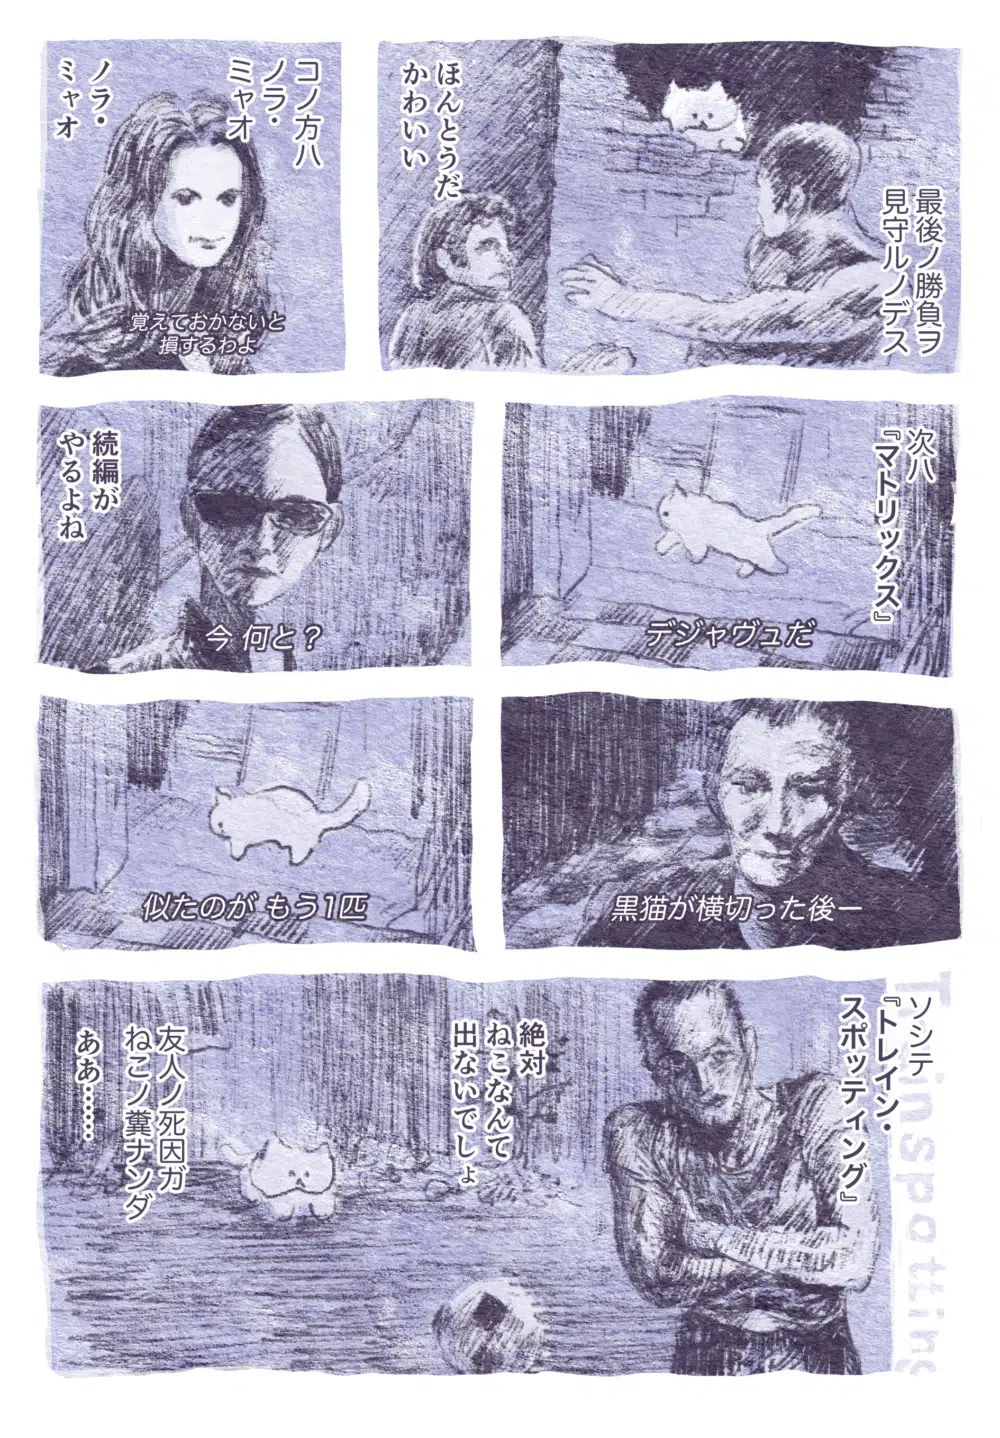 最後ノ勝負ヲ
見守ルノデス
ほんとうだ
かわいい
コノ方ハ
ノラ・
ミャオ
ノラ・
ミャオ
覚えておかないと
損するわよ
次ハ
『マトリックス』
デジャヴュだ
続編が
やるよね
今 何と？
黒猫が横切った後ー
似たのが もう1匹
ソシテ
『トレイン・
スポッティング』
Trainspotting
絶対
ねこなんて
出ないでしょ
友人ノ死因ガ
ねこノ糞ナンダ
ああ……